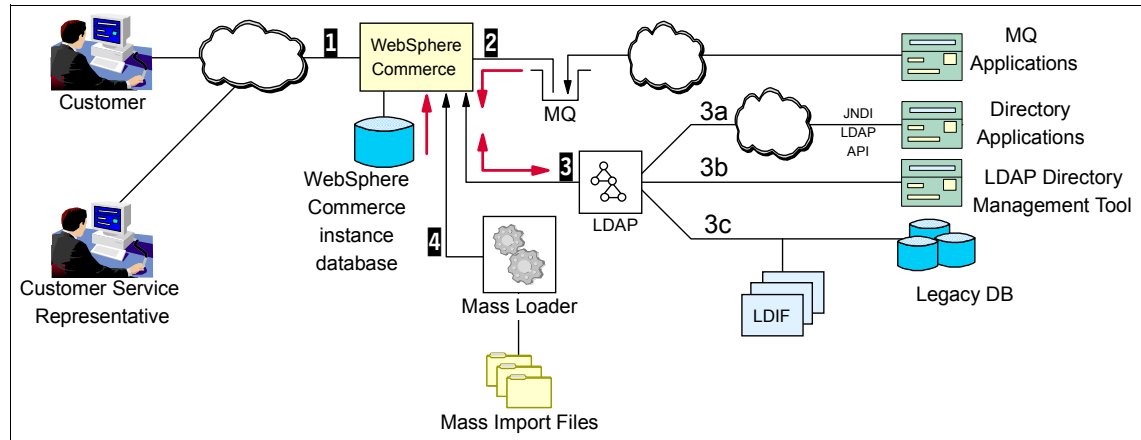 1
WebSphere
Commerce
2
MQ
Applications
Customer
MQ
3a
JNDI
LDAP
API
Directory
Applications
3
3b
LDAP Directory
Management Tool
WebSphere
Commerce
instance
database
LDAP
3c
4
Customer Service
Representative
Mass Loader
LDIF
Legacy DB
Mass Import Files